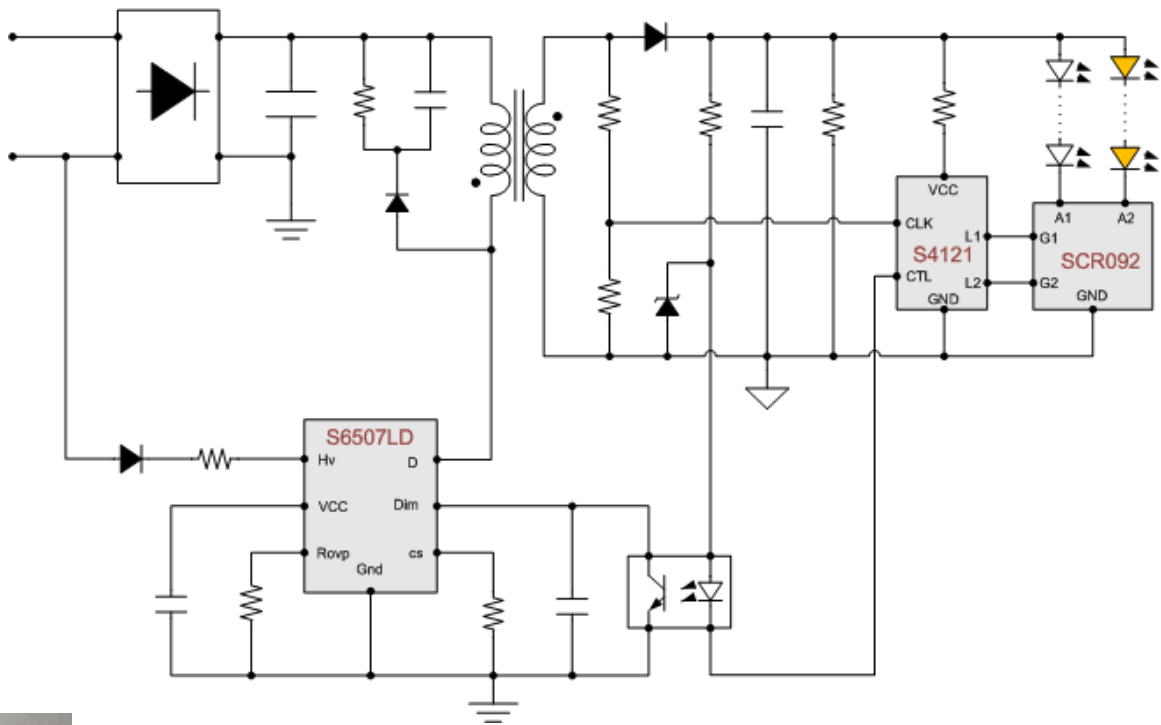 VCC
CLK
L1
S4121
CTL
L2
GND
A1
A2
G1
SCR092
G2
GND
S6507LD
Hv
D
VCC
Dim
Rovp
cs
Gnd